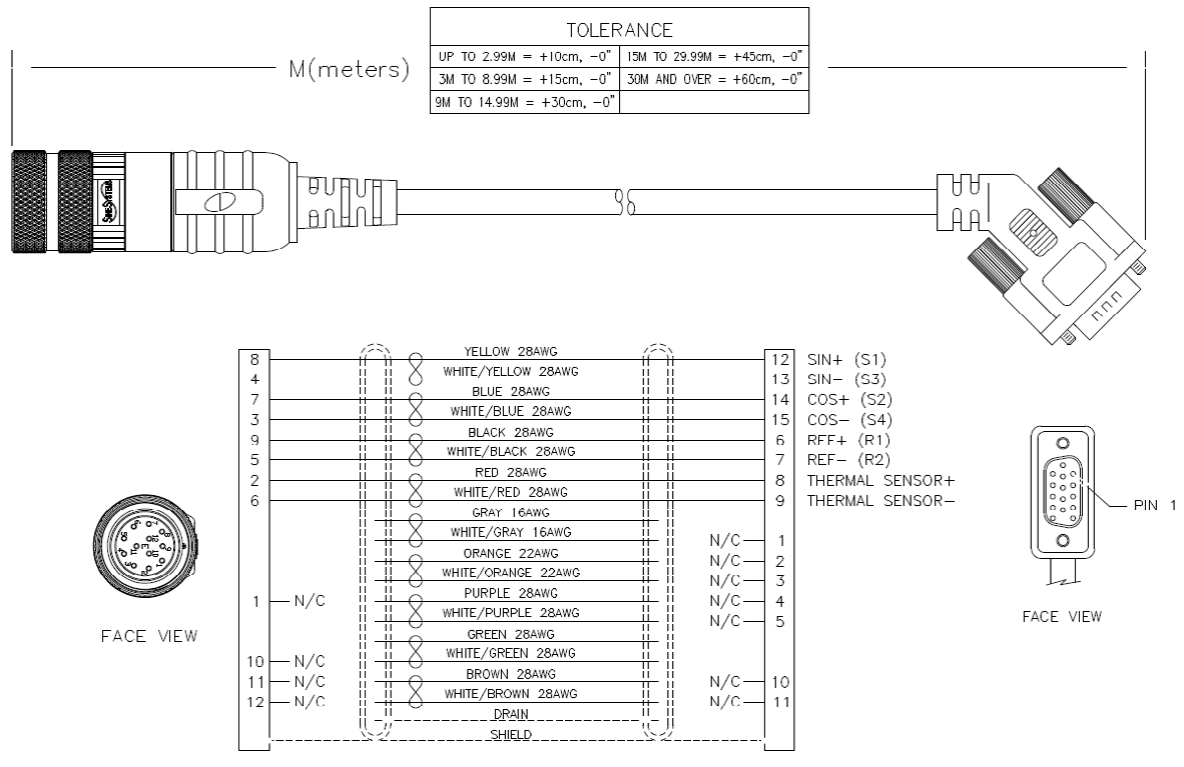 TOLERANCE
UP TO 2.99M = +10cm, -0" 15M TO 29.99M = +45cm, -0"
3M TO 8.99M = +15cm, -0" 30M AND OVER = +60cm, -0"
9M TO 14.99M = +30cm, -0"
M(meters)
8 YELLOW 28AWG 12 SIN+ (S1)
4 WHITE/YELLOW 28AWG 13 SIN- (S3)
7 BLUE 28AWG 14 COS+ (S2)
3 WHITE/BLUE 28AWG 15 COS- (S4)
9 BLACK 28AWG 6 REF+ (R1)
5 WHITE/BLACK 28AWG 7 REF- (R2)
2 RED 28AWG 8 THERMAL SENSOR+
6 WHITE/RED 28AWG 9 THERMAL SENSOR-
GRAY 16AWG
WHITE/GRAY 16AWG N/C 1
ORANGE 22AWG N/C 2
WHITE/ORANGE 22AWG N/C 3
1 N/C PURPLE 28AWG N/C 4
WHITE/PURPLE 28AWG N/C 5
GREEN 28AWG
10 N/C WHITE/GREEN 28AWG
11 N/C BROWN 28AWG N/C 10
12 N/C WHITE/BROWN 28AWG N/C 11
DRAIN
SHIELD
FACE VIEW
PIN 1
FACE VIEW